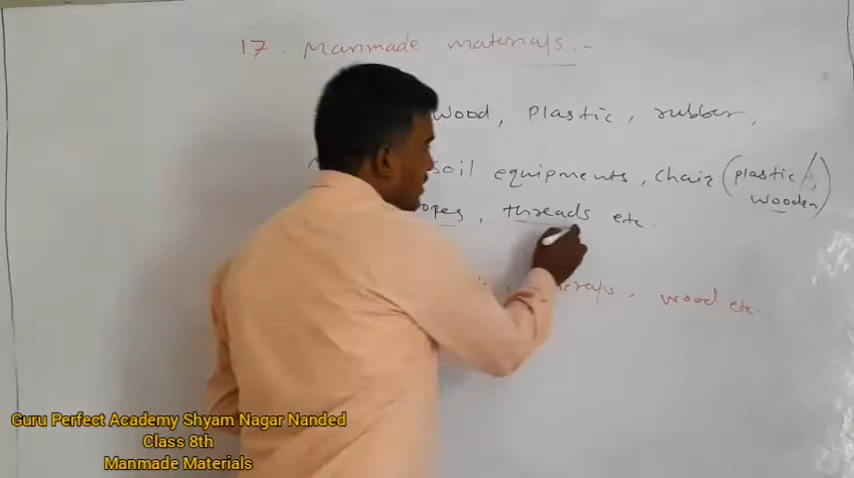 17. Manmade materials :-
wood, plastic, rubber,
soil equipments, chair (plastic / wooden)
ropes, threads etc.
wood etc.
Guru Perfect Academy Shyam Nagar Nanded
Class 8th
Manmade Materials